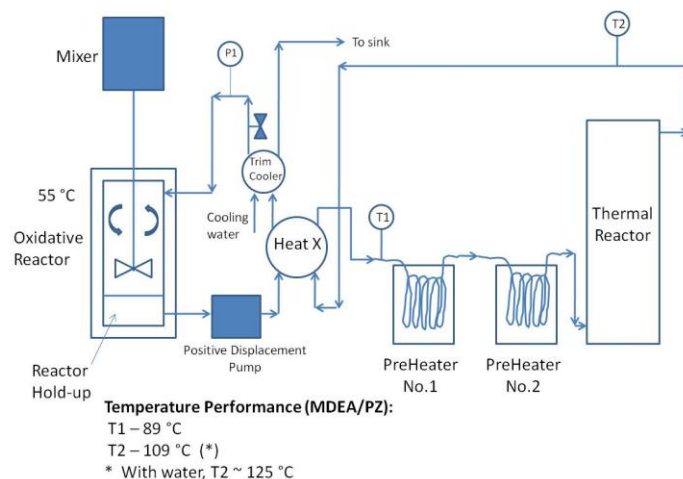 Mixer
P1
To sink
T2
55 °C
Oxidative
Reactor
Trim
Cooler
Cooling
water
Heat X
T1
Thermal
Reactor
Positive Displacement
Pump
Reactor
Hold-up
PreHeater
No.1
PreHeater
No.2
Temperature Performance (MDEA/PZ):
T1 – 89 °C
T2 – 109 °C (*)
* With water, T2 ~ 125 °C